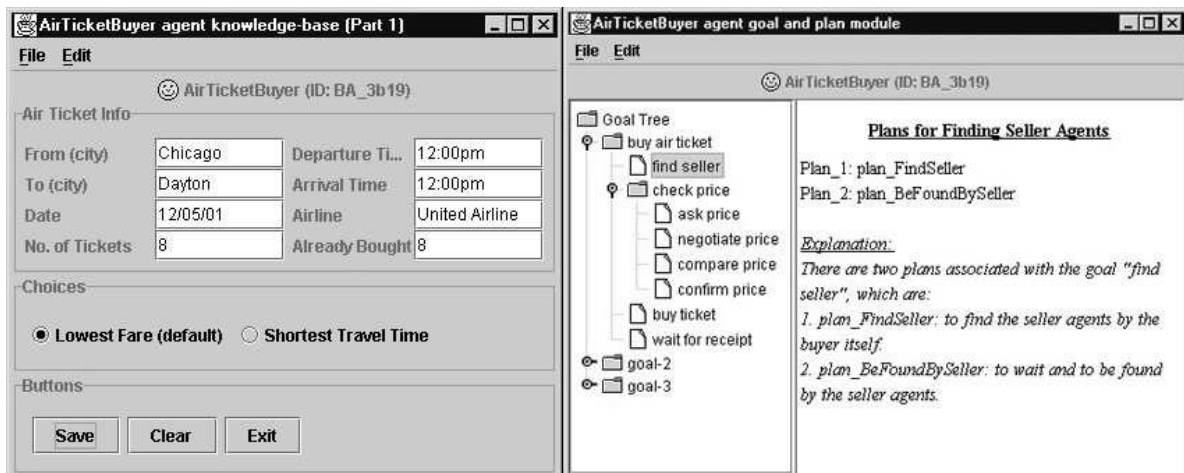 AirTicketBuyer agent knowledge-base (Part 1)
File Edit
AirTicketBuyer (ID: BA_3b19)
Air Ticket Info
From (city) Chicago Departure Ti... 12:00pm
To (city) Dayton Arrival Time 12:00pm
Date 12/05/01 Airline United Airline
No. of Tickets 8 Already Bought 8
Choices
Lowest Fare (default) Shortest Travel Time
Buttons
Save Clear Exit
AirTicketBuyer agent goal and plan module
File Edit
AirTicketBuyer (ID: BA_3b19)
Goal Tree
buy air ticket
find seller
check price
ask price
negotiate price
compare price
confirm price
buy ticket
wait for receipt
goal-2
goal-3
Plans for Finding Seller Agents
Plan_1: plan_FindSeller
Plan_2: plan_BeFoundBySeller
Explanation:
There are two plans associated with the goal "find
seller", which are:
1. plan_FindSeller: to find the seller agents by the
buyer itself.
2. plan_BeFoundBySeller: to wait and to be found
by the seller agents.